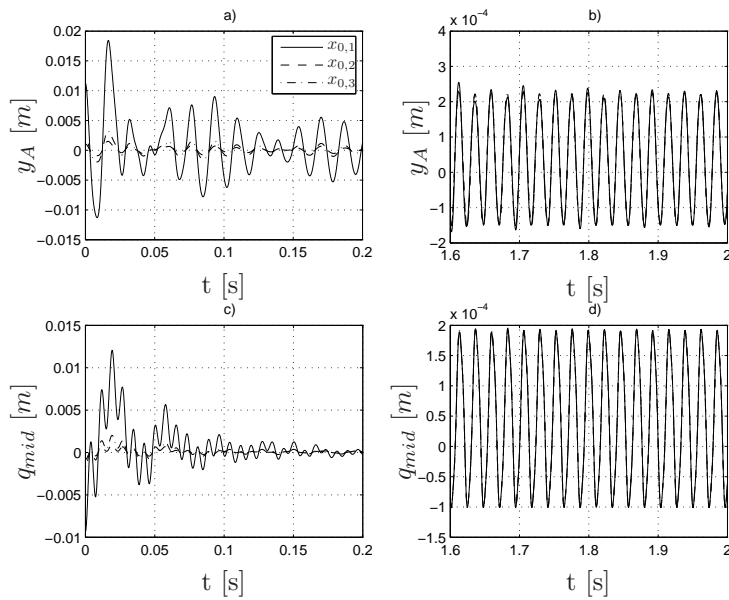 a)
0.02
0.015
0.01
0.005
0
−0.005
−0.01
−0.015
0 0.05 0.1 0.15 0.2
y_A [m]
t [s]
x_{0,1}
x_{0,2}
x_{0,3}
b)
x 10^{−4}
4
3
2
1
0
−1
−2
1.6 1.7 1.8 1.9 2
y_A [m]
t [s]
c)
0.015
0.01
0.005
0
−0.005
−0.01
0 0.05 0.1 0.15 0.2
q_{mid} [m]
t [s]
d)
x 10^{−4}
2
1.5
1
0.5
0
−0.5
−1
−1.5
1.6 1.7 1.8 1.9 2
q_{mid} [m]
t [s]